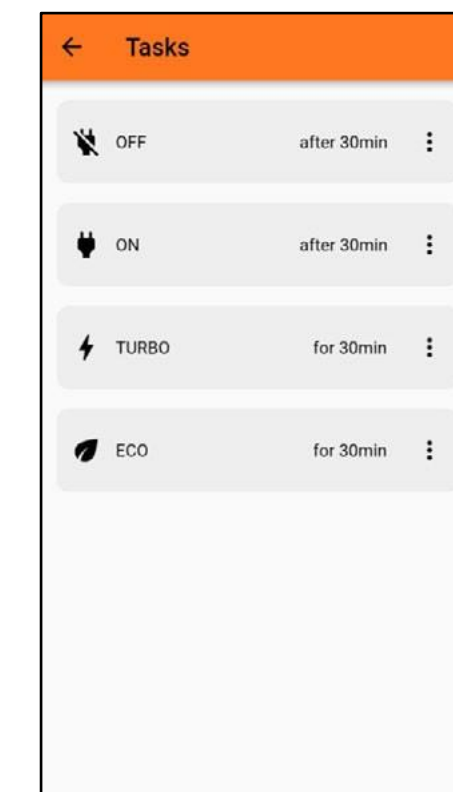 Tasks
OFF after 30min
ON after 30min
TURBO for 30min
ECO for 30min